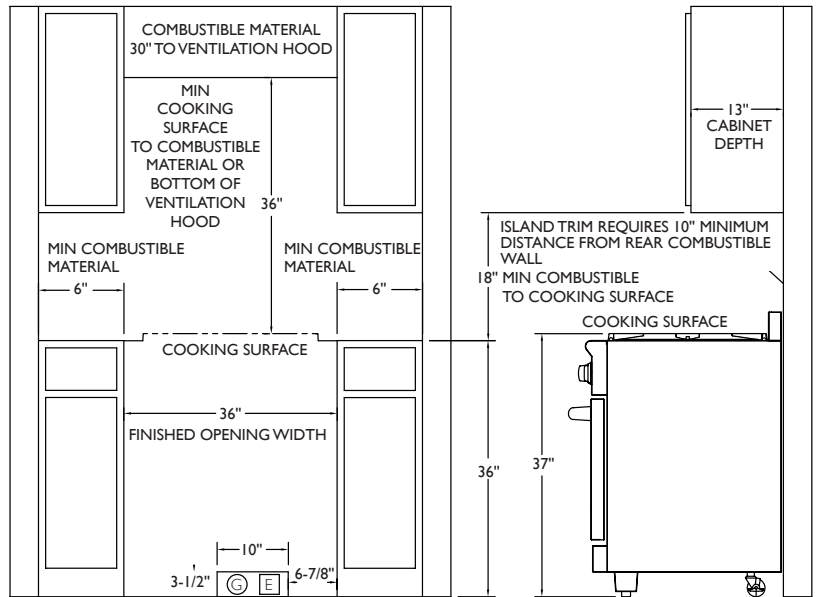 COMBUSTIBLE MATERIAL
30" TO VENTILATION HOOD
MIN
COOKING
SURFACE
TO COMBUSTIBLE
MATERIAL OR
BOTTOM OF
VENTILATION
HOOD
36"
MIN COMBUSTIBLE
MATERIAL
6"
MIN COMBUSTIBLE
MATERIAL
6"
COOKING SURFACE
36"
FINISHED OPENING WIDTH
10"
3-1/2"
G
E
6-7/8"
13"
CABINET
DEPTH
ISLAND TRIM REQUIRES 10" MINIMUM
DISTANCE FROM REAR COMBUSTIBLE
WALL
18" MIN COMBUSTIBLE
TO COOKING SURFACE
COOKING SURFACE
36"
37"